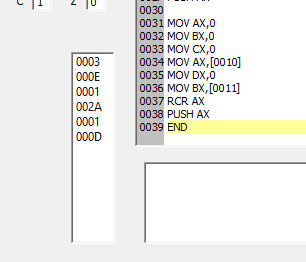 C 1 Z 0
0003
000E
0001
002A
0001
000D
0030
0031 MOV AX,0
0032 MOV BX,0
0033 MOV CX,0
0034 MOV AX,[0010]
0035 MOV DX,0
0036 MOV BX,[0011]
0037 RCR AX
0038 PUSH AX
0039 END